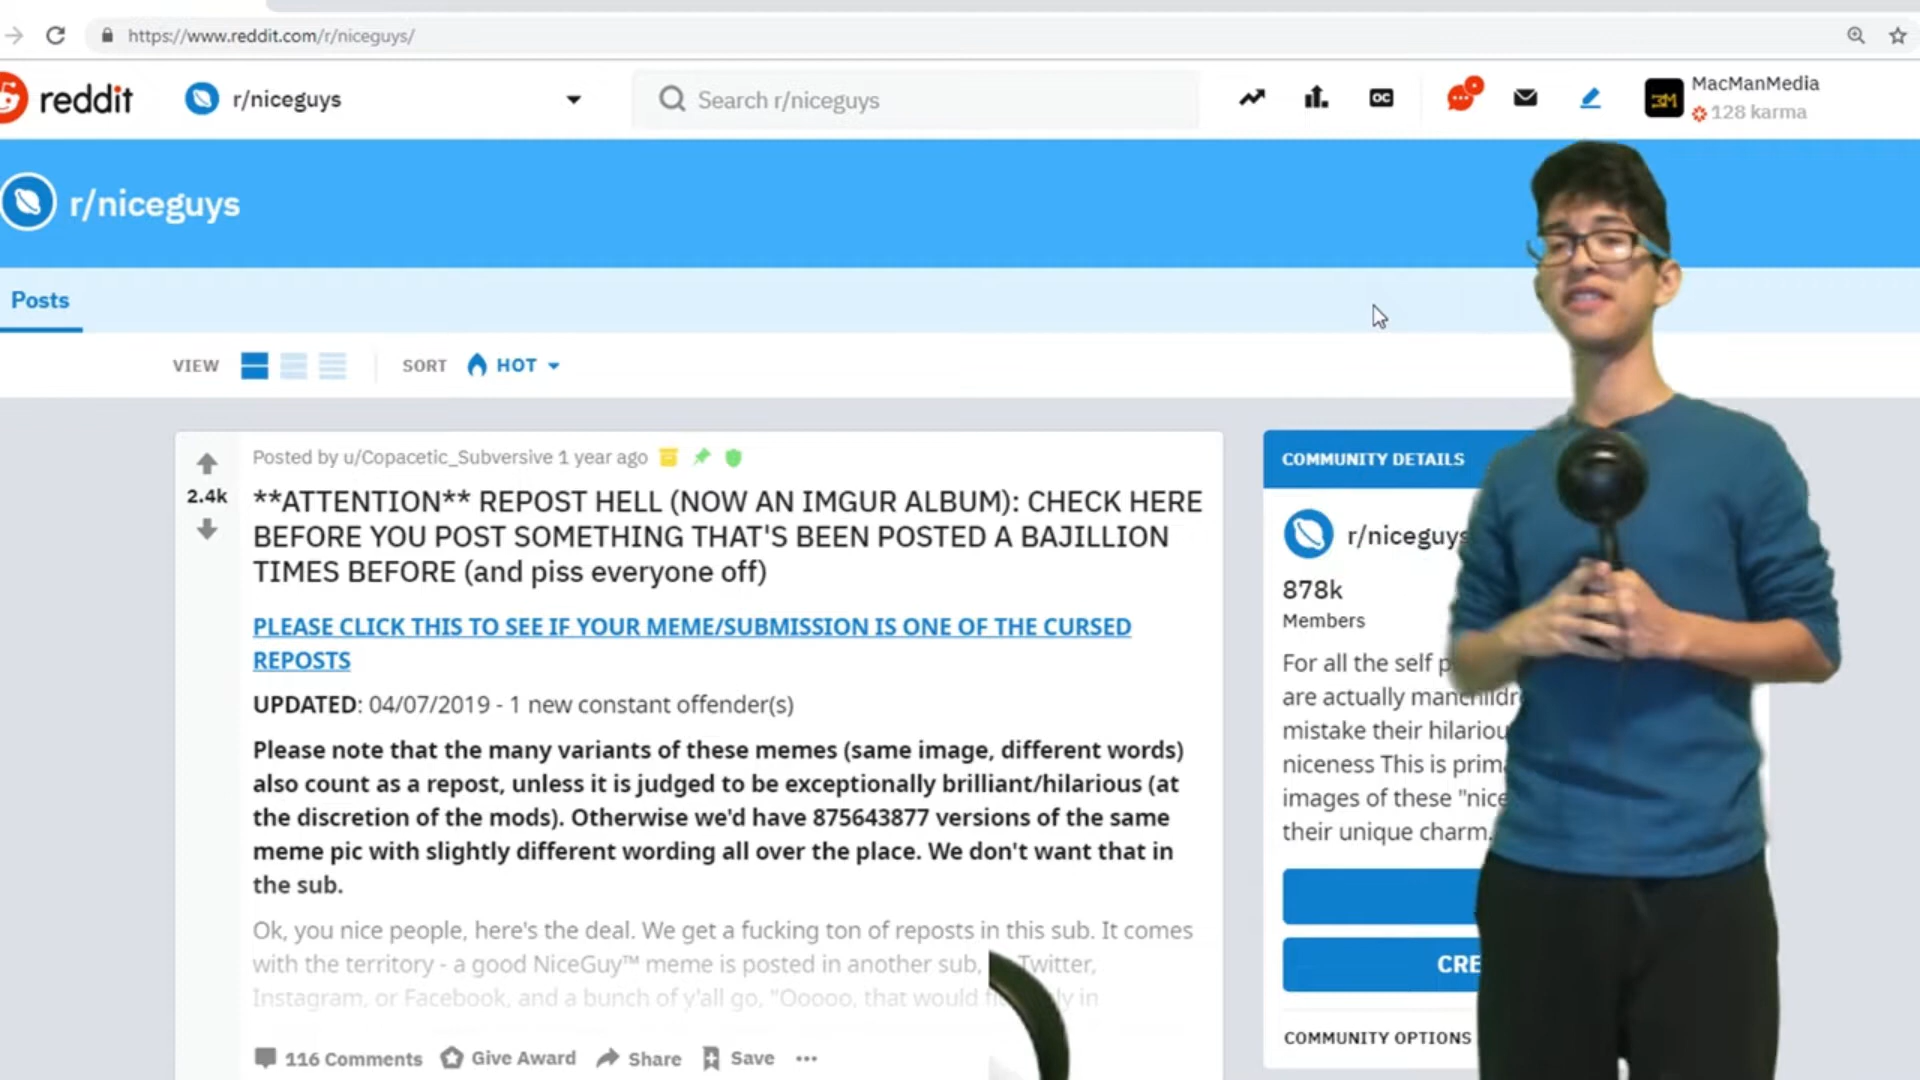 https://www.reddit.com/r/niceguys/
reddit
r/niceguys
Search r/niceguys
OC
MacManMedia
128 karma
r/niceguys
Posts
VIEW
SORT
HOT
Posted by u/Copacetic_Subversive 1 year ago
2.4k
**ATTENTION** REPOST HELL (NOW AN IMGUR ALBUM): CHECK HERE
BEFORE YOU POST SOMETHING THAT'S BEEN POSTED A BAJILLION
TIMES BEFORE (and piss everyone off)
PLEASE CLICK THIS TO SEE IF YOUR MEME/SUBMISSION IS ONE OF THE CURSED
REPOSTS
UPDATED: 04/07/2019 - 1 new constant offender(s)
Please note that the many variants of these memes (same image, different words)
also count as a repost, unless it is judged to be exceptionally brilliant/hilarious (at
the discretion of the mods). Otherwise we'd have 875643877 versions of the same
meme pic with slightly different wording all over the place. We don't want that in
the sub.
Ok, you nice people, here's the deal. We get a fucking ton of reposts in this sub. It comes
with the territory - a good NiceGuy™ meme is posted in another sub, Twitter,
Instagram, or Facebook, and a bunch of y'all go, "Ooooo, that would in
116 Comments
Give Award
Share
Save
COMMUNITY DETAILS
r/niceguys
878k
Members
For all the self
are actually
mistake their
niceness This is
images of these
their unique charm.
COMMUNITY OPTIONS